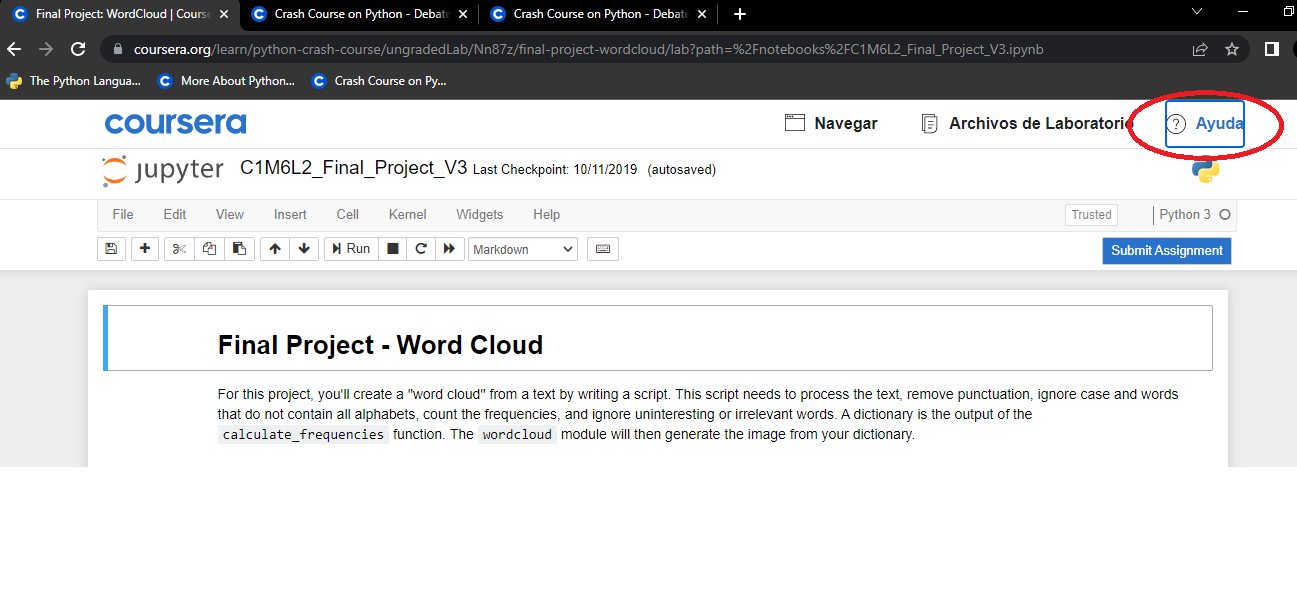 Final Project: WordCloud | Course
Crash Course on Python - Debate
Crash Course on Python - Debate
coursera.org/learn/python-crash-course/ungradedLab/Nn87z/final-project-wordcloud/lab?path=%2Fnotebooks%2FC1M6L2_Final_Project_V3.ipynb
The Python Langua... More About Python... Crash Course on Py...
coursera Navegar Archivos de Laboratorio Ayuda
jupyter C1M6L2_Final_Project_V3 Last Checkpoint: 10/11/2019 (autosaved)
File Edit View Insert Cell Kernel Widgets Help Trusted Python 3
Run Markdown Submit Assignment
Final Project - Word Cloud
For this project, you'll create a "word cloud" from a text by writing a script. This script needs to process the text, remove punctuation, ignore case and words
that do not contain all alphabets, count the frequencies, and ignore uninteresting or irrelevant words. A dictionary is the output of the
calculate_frequencies function. The wordcloud module will then generate the image from your dictionary.